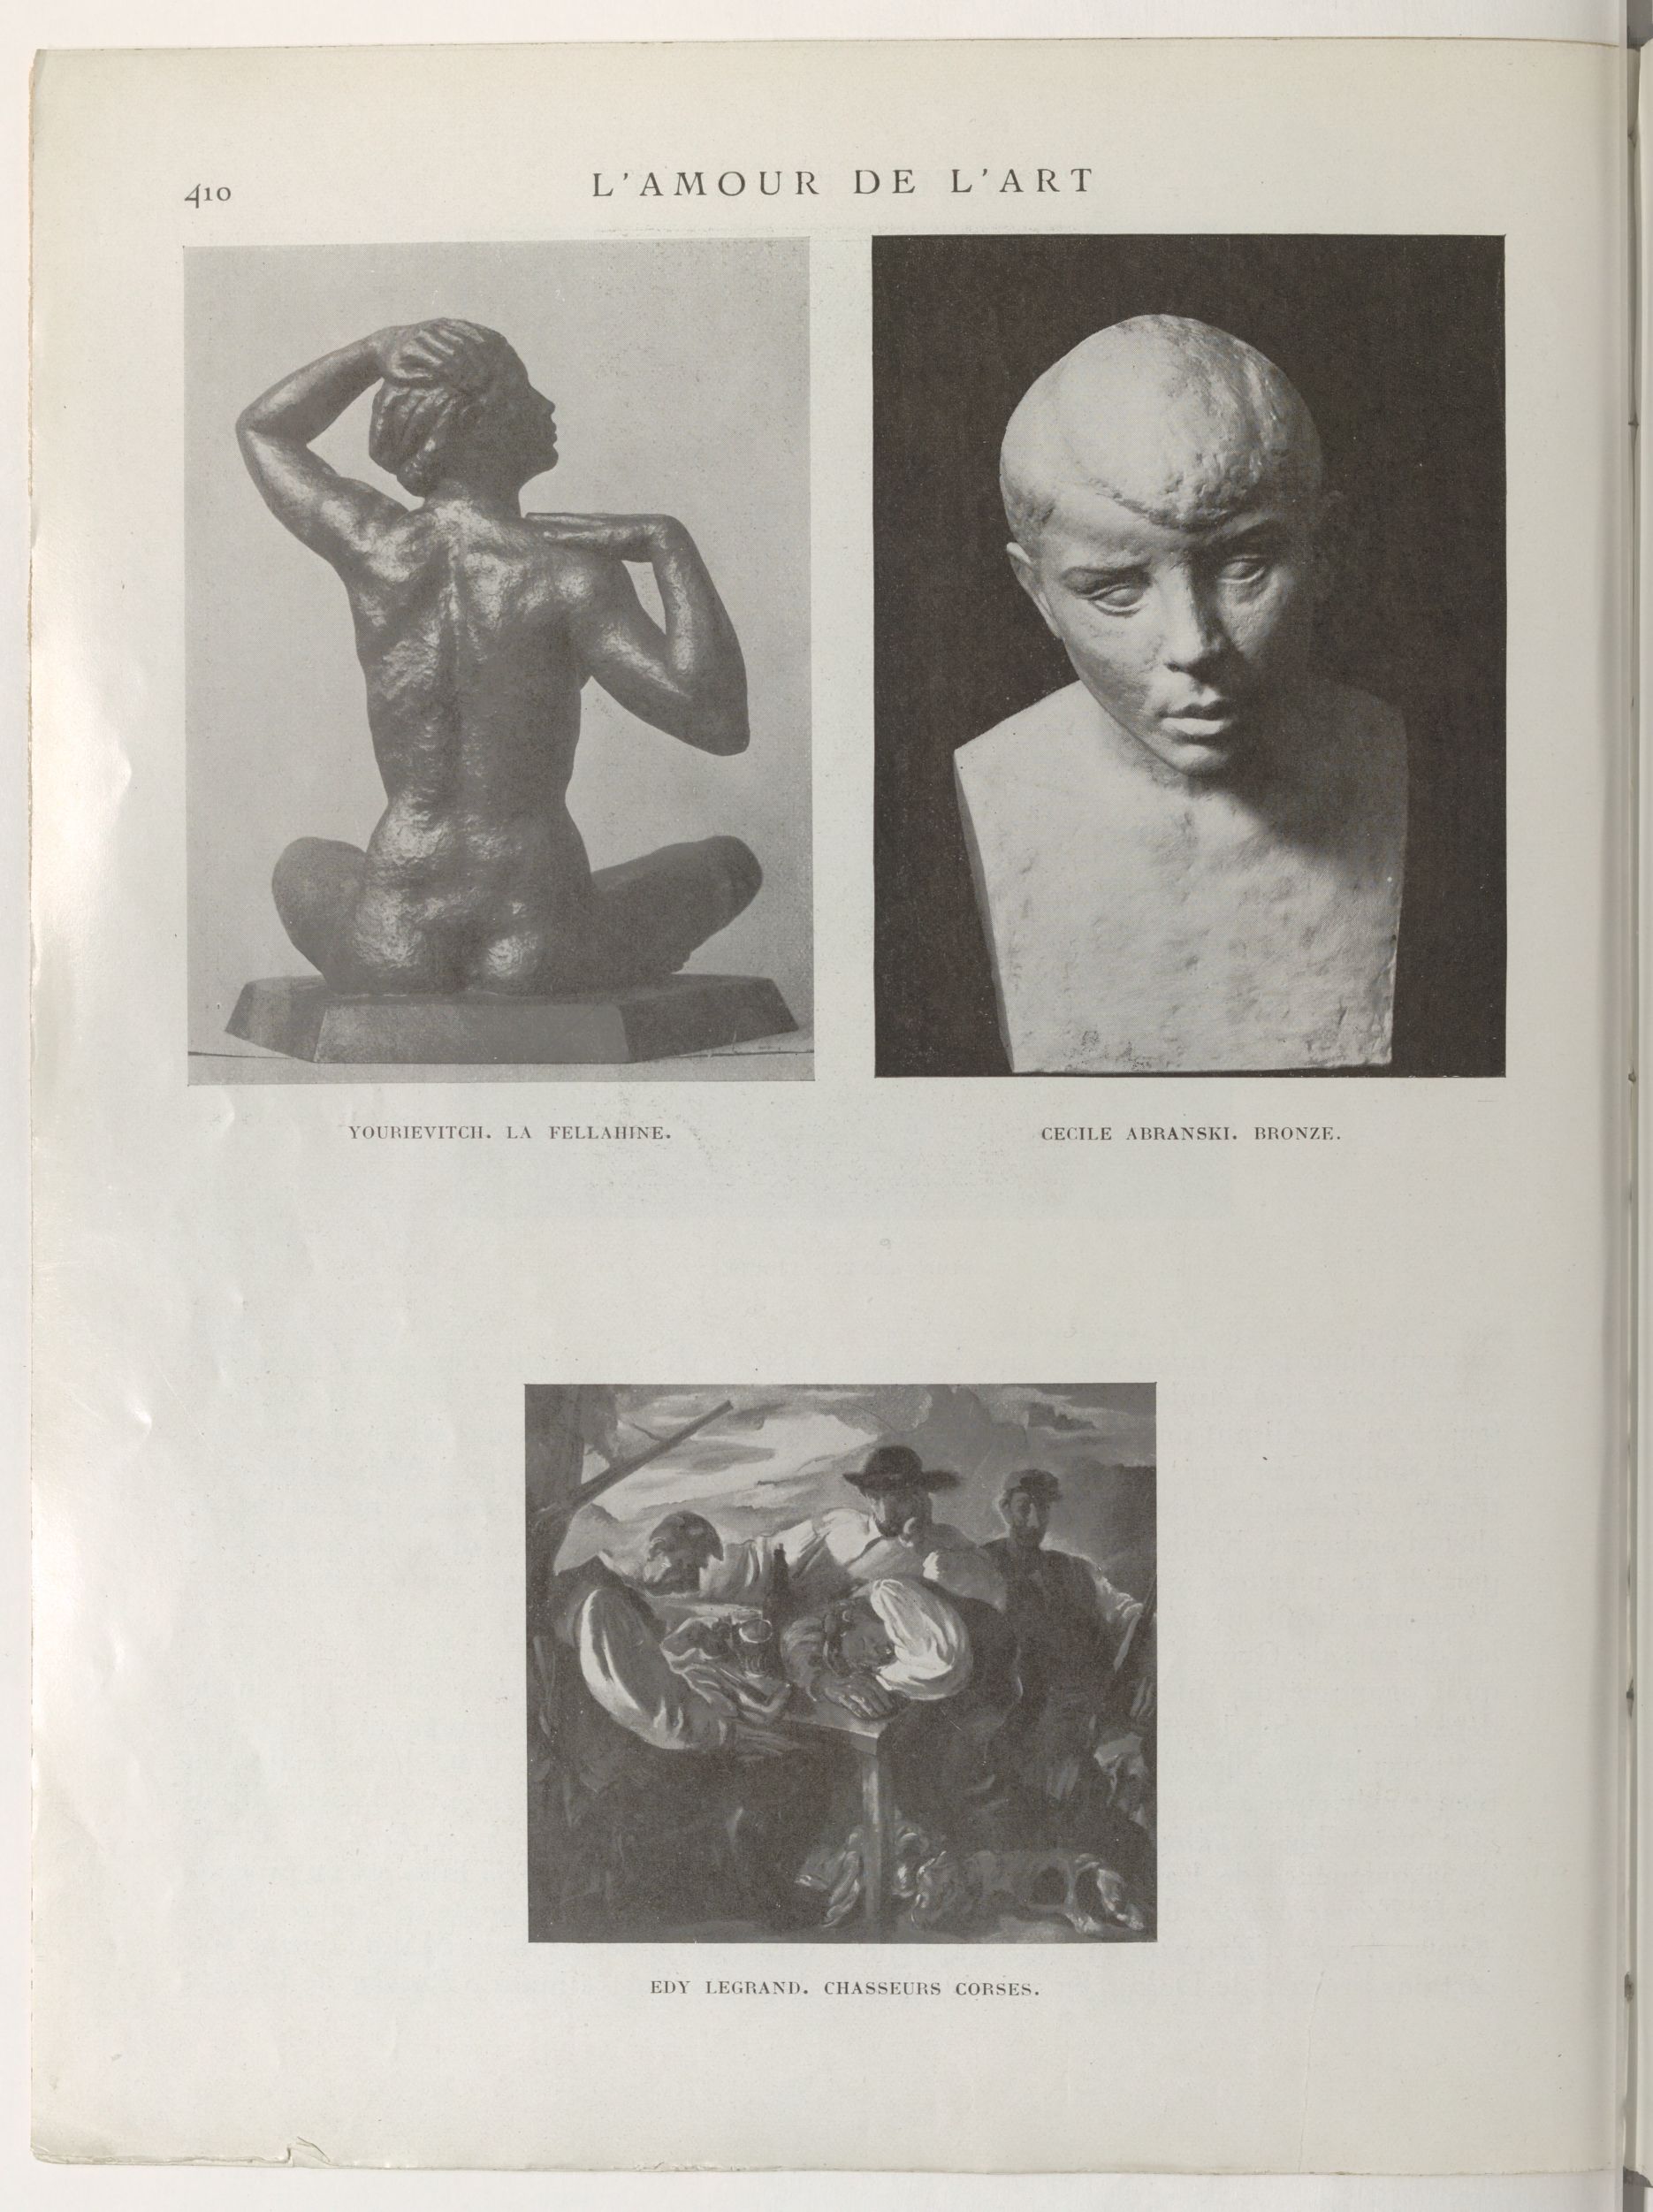 410
L'AMOUR DE L'ART
YOURIEVITCH. LA FELLAHINE.
CECILE ABRANSKI. BRONZE.
EDY LEGRAND. CHASSEURS CORSES.